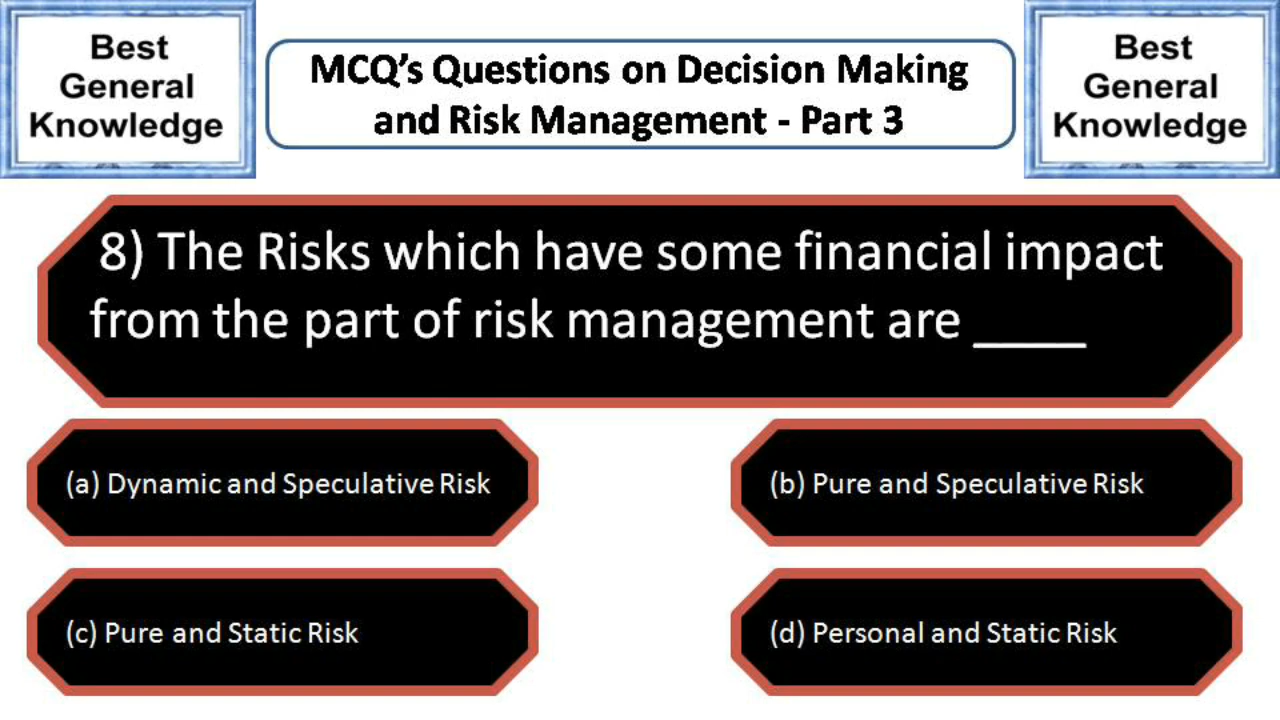 Best
General
Knowledge
MCQ’s Questions on Decision Making
and Risk Management - Part 3
Best
General
Knowledge
8) The Risks which have some financial impact
from the part of risk management are ____
(a) Dynamic and Speculative Risk
(b) Pure and Speculative Risk
(c) Pure and Static Risk
(d) Personal and Static Risk